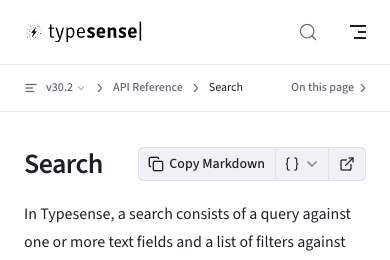 typesense|
v30.2 > API Reference > Search On this page >
Search Copy Markdown {}
In Typesense, a search consists of a query against
one or more text fields and a list of filters against